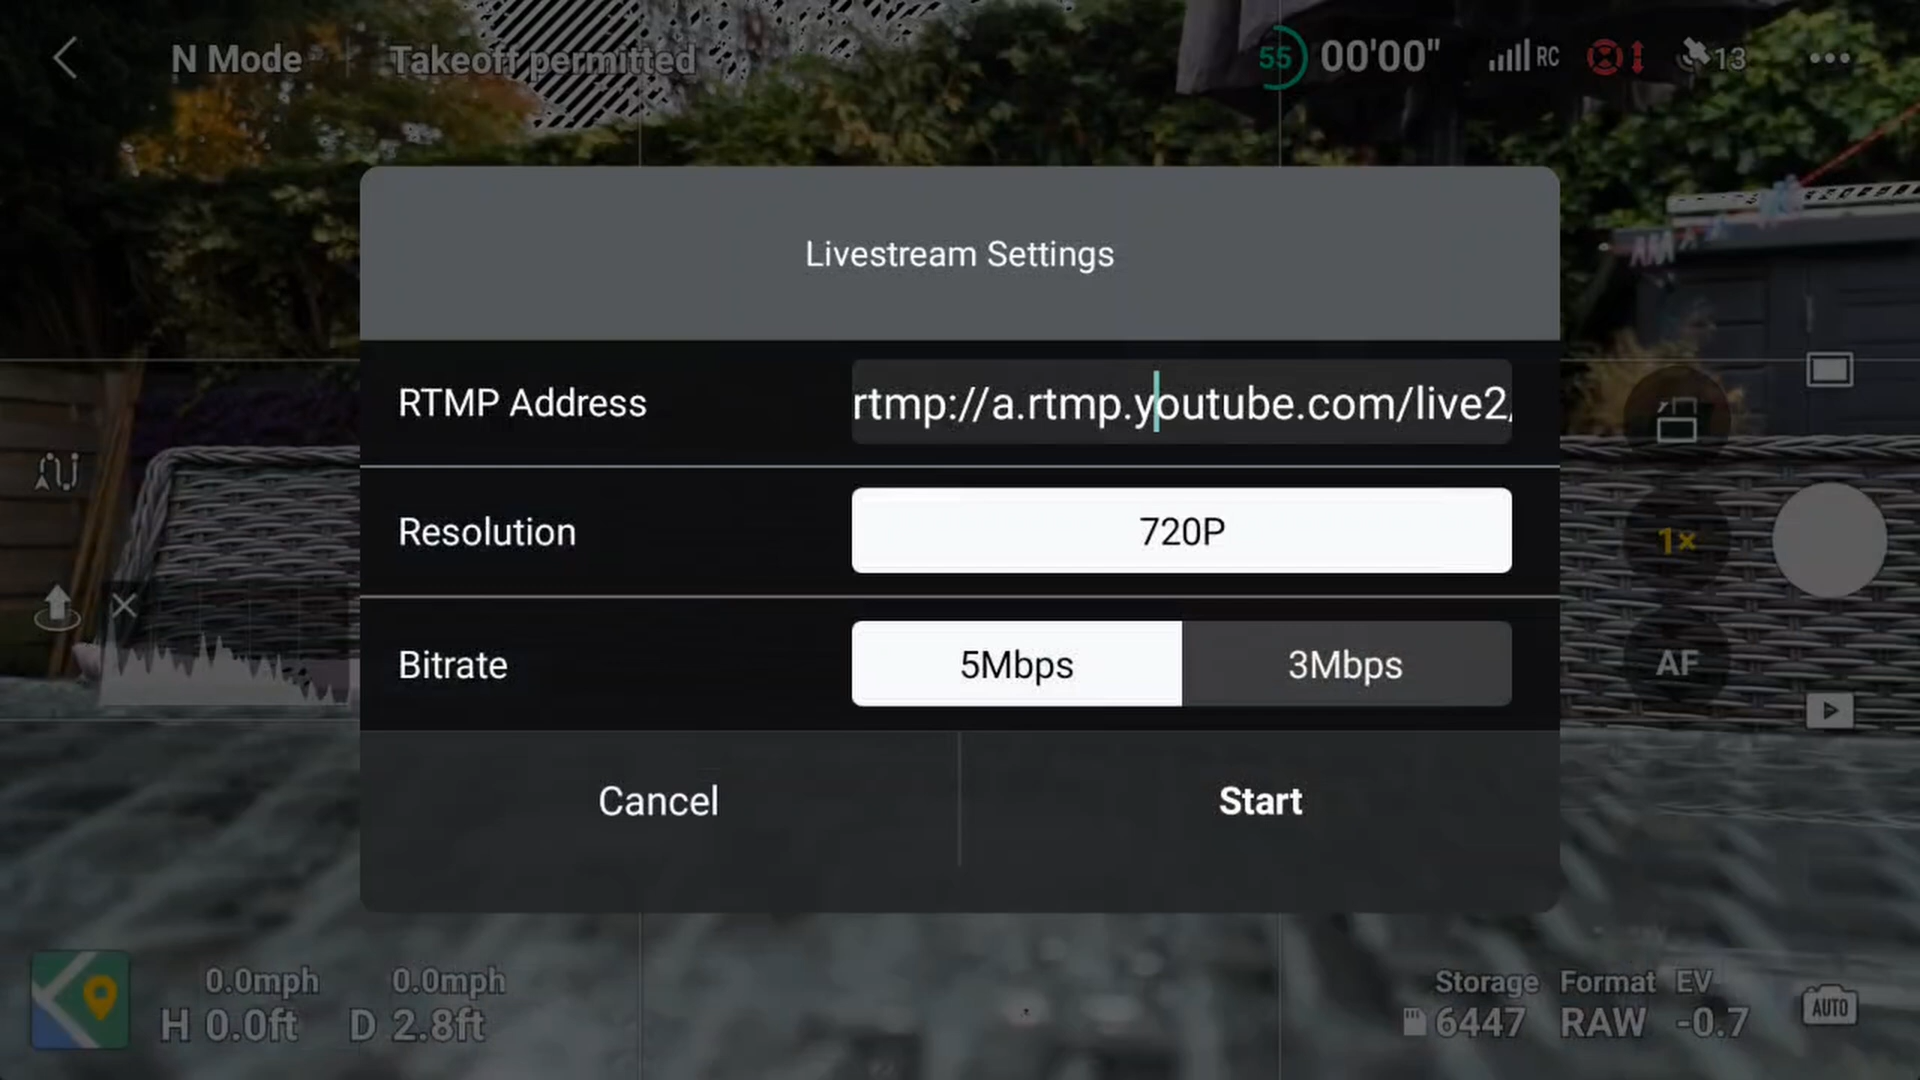 N Mode
Takeoff permitted
55
00'00"
RC
13
Livestream Settings
RTMP Address
rtmp://a.rtmp.youtube.com/live2/
Resolution
720P
1×
Bitrate
5Mbps
3Mbps
AF
Cancel
Start
0.0mph
0.0mph
H 0.0ft
D 2.8ft
Storage
Format
EV
6447
RAW
-0.7
AUTO